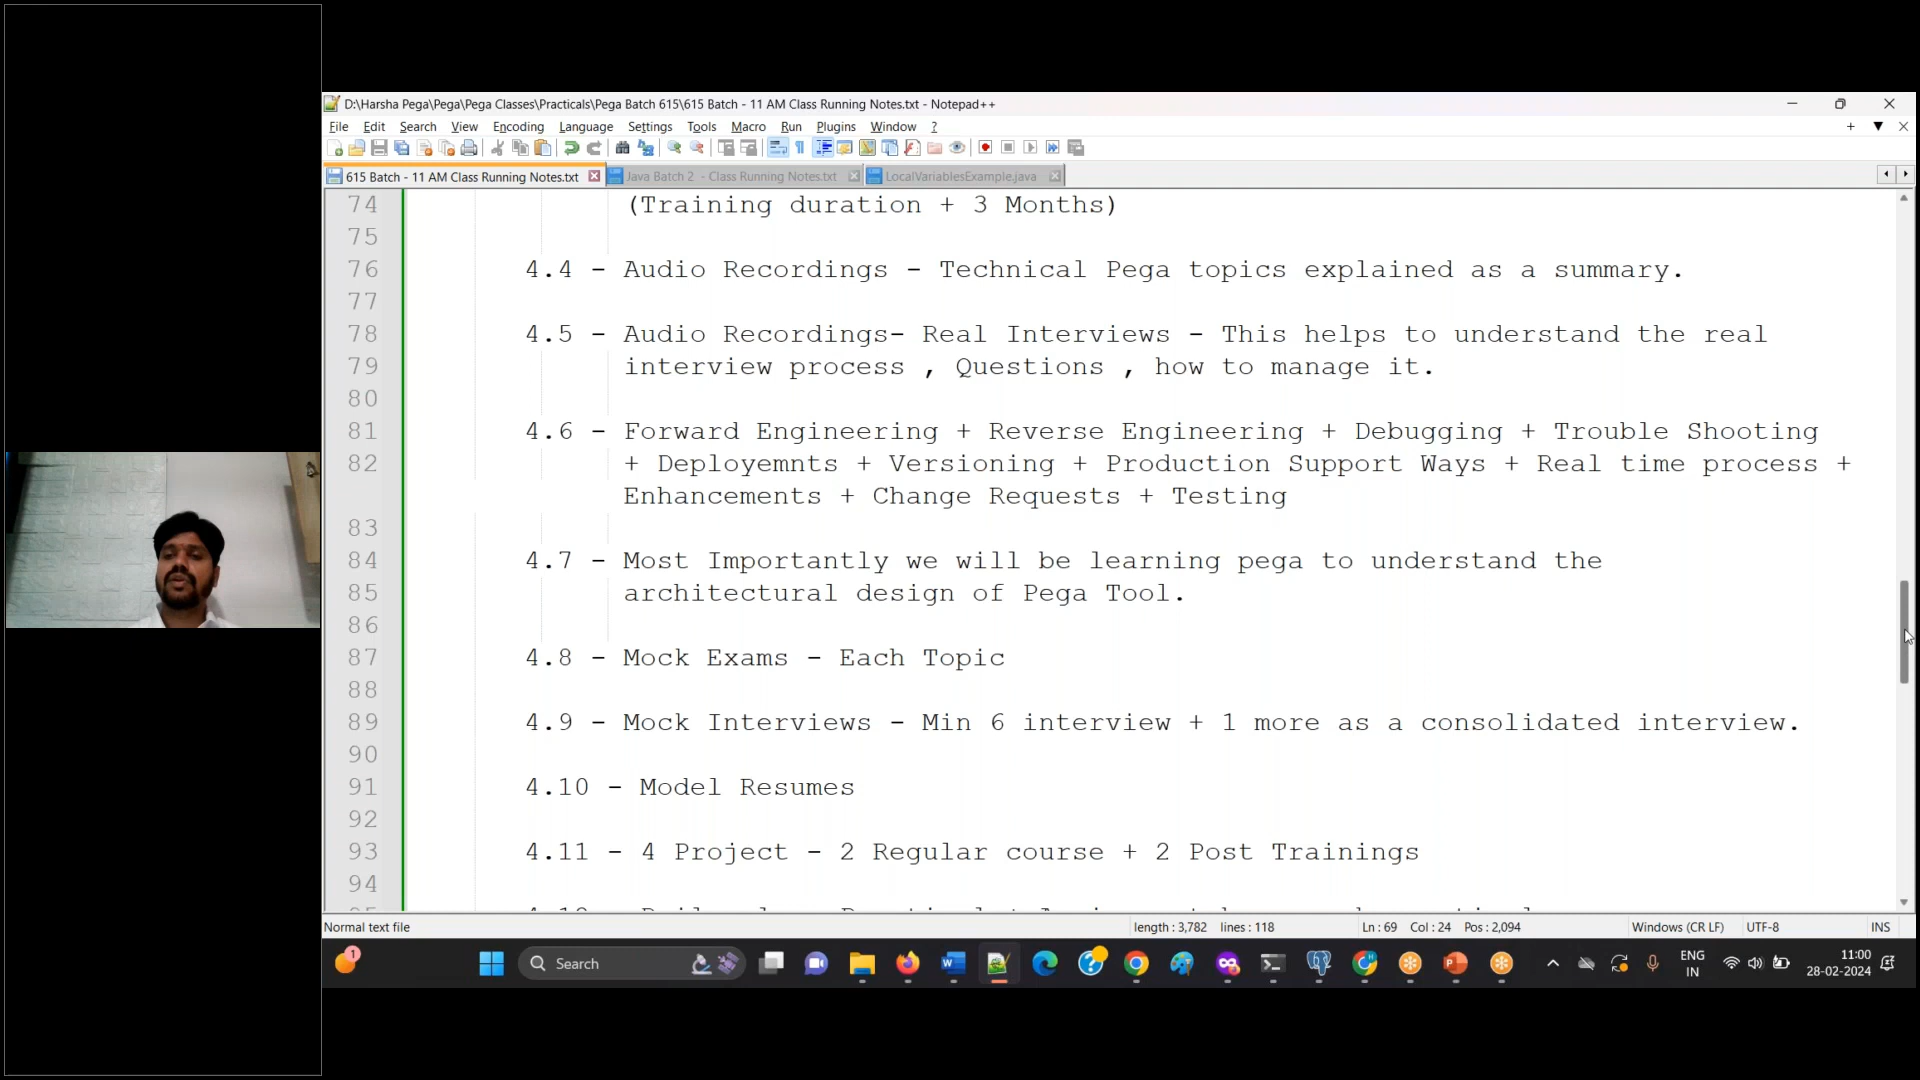 D:\Harsha Pega\Pega\Pega Classes\Practicals\Pega Batch 615\615 Batch - 11 AM Class Running Notes.txt - Notepad++
File Edit Search View Encoding Language Settings Tools Macro Run Plugins Window ?
615 Batch - 11 AM Class Running Notes.txt Java Batch 2 - Class Running Notes.txt LocalVariablesExample.java
74 (Training duration + 3 Months)
75
76 4.4 - Audio Recordings - Technical Pega topics explained as a summary.
77
78 4.5 - Audio Recordings- Real Interviews - This helps to understand the real
79 interview process , Questions , how to manage it.
80
81 4.6 - Forward Engineering + Reverse Engineering + Debugging + Trouble Shooting
82 + Deployemnts + Versioning + Production Support Ways + Real time process +
Enhancements + Change Requests + Testing
83
84 4.7 - Most Importantly we will be learning pega to understand the
85 architectural design of Pega Tool.
86
87 4.8 - Mock Exams - Each Topic
88
89 4.9 - Mock Interviews - Min 6 interview + 1 more as a consolidated interview.
90
91 4.10 - Model Resumes
92
93 4.11 - 4 Project - 2 Regular course + 2 Post Trainings
94
Normal text file length : 3,782 lines : 118 Ln : 69 Col : 24 Pos : 2,094 Windows (CR LF) UTF-8 INS
1 Search ENG 11:00
IN 28-02-2024